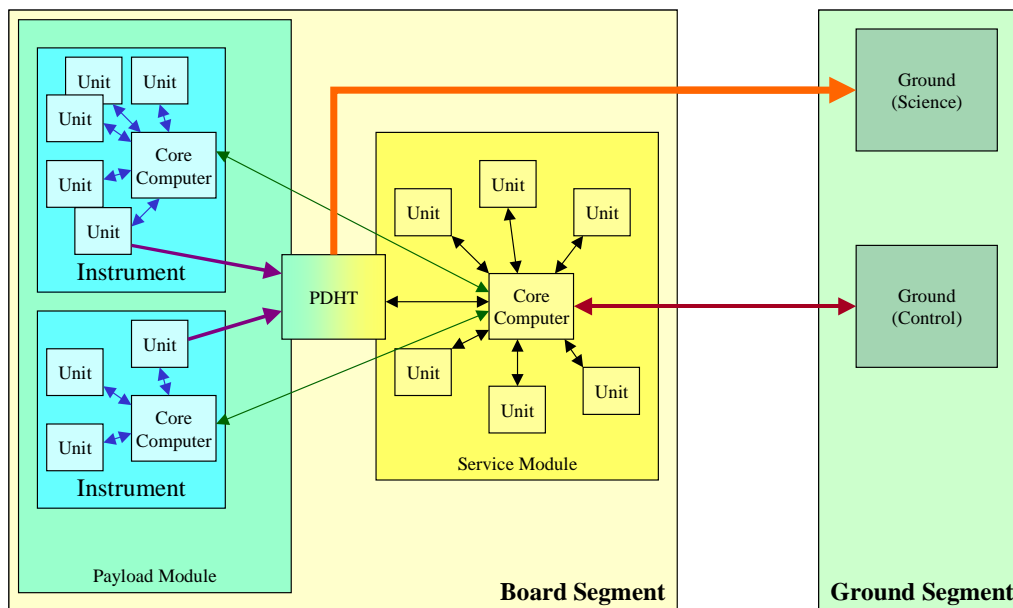 Unit
Unit
Unit
Core
Computer
Unit
Unit
Instrument
Unit
Unit
Core
Computer
Unit
Instrument
Payload Module
PDHT
Unit
Unit
Unit
Core
Computer
Unit
Unit
Unit
Service Module
Board Segment
Ground
(Science)
Ground
(Control)
Ground Segment